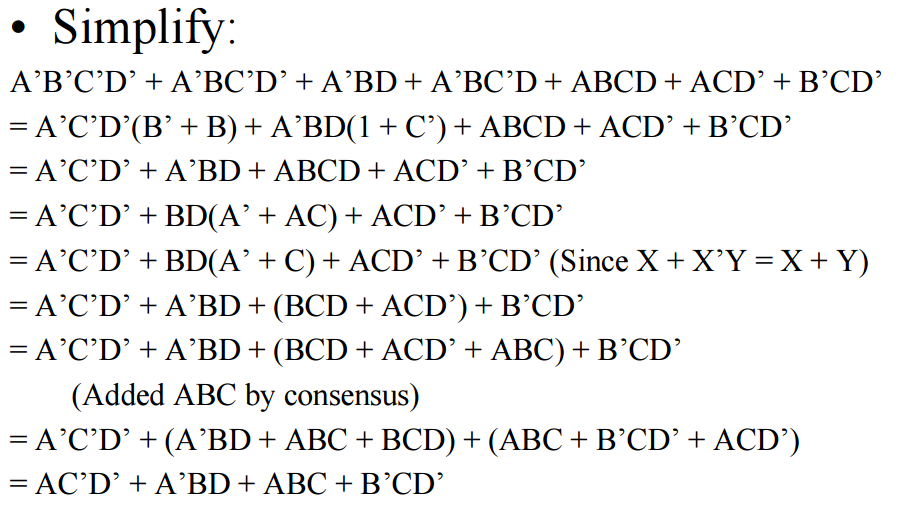 • Simplify:
A’B’C’D’ + A’BC’D’ + A’BD + A’BC’D + ABCD + ACD’ + B’CD’
= A’C’D’(B’ + B) + A’BD(1 + C’) + ABCD + ACD’ + B’CD’
= A’C’D’ + A’BD + ABCD + ACD’ + B’CD’
= A’C’D’ + BD(A’ + AC) + ACD’ + B’CD’
= A’C’D’ + BD(A’ + C) + ACD’ + B’CD’ (Since X + X’Y = X + Y)
= A’C’D’ + A’BD + (BCD + ACD’) + B’CD’
= A’C’D’ + A’BD + (BCD + ACD’ + ABC) + B’CD’
(Added ABC by consensus)
= A’C’D’ + (A’BD + ABC + BCD) + (ABC + B’CD’ + ACD’)
= AC’D’ + A’BD + ABC + B’CD’